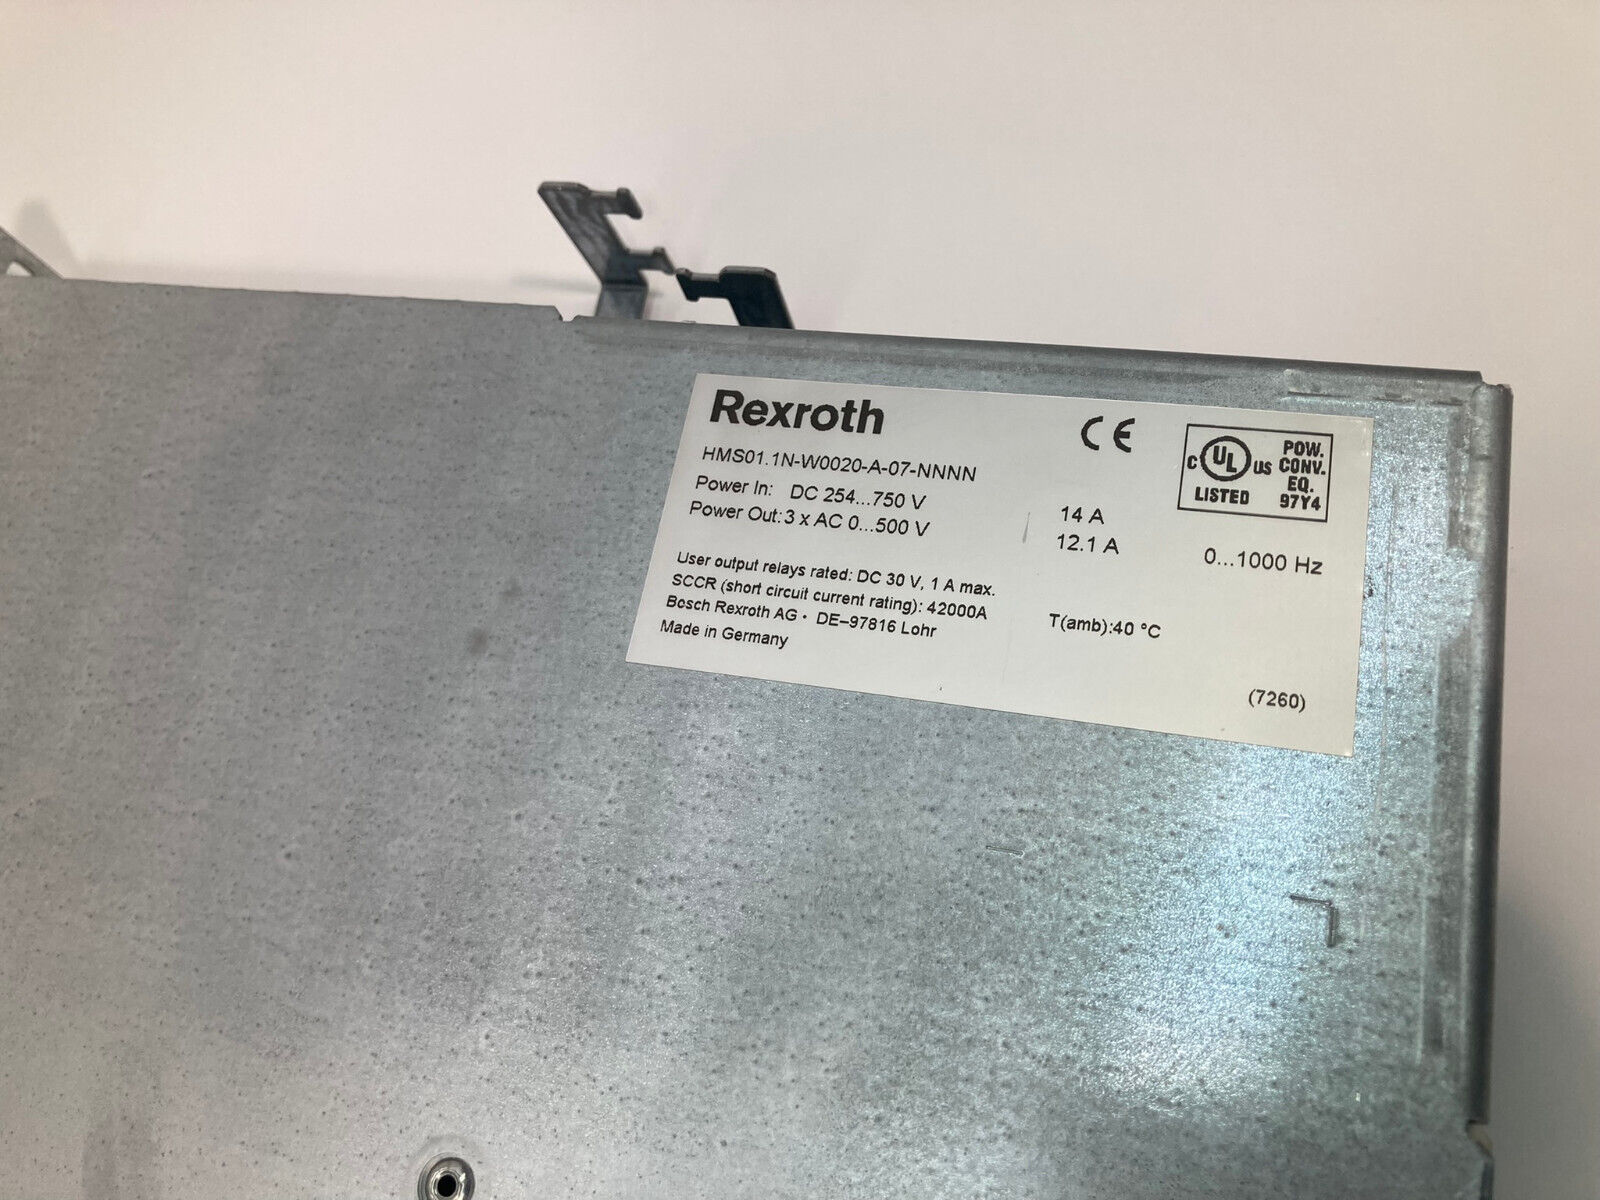 Rexroth
CE
C UL US
LISTED
POW.
CONV.
EQ.
97Y4
HMS01.1N-W0020-A-07-NNNN
Power In: DC 254...750 V 14 A
Power Out: 3 x AC 0...500 V 12.1 A 0...1000 Hz
User output relays rated: DC 30 V, 1 A max.
SCCR (short circuit current rating): 42000A T(amb):40 °C
Bosch Rexroth AG • DE–97816 Lohr
Made in Germany
(7260)